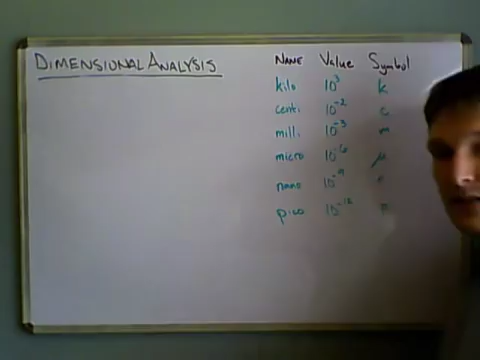 DIMENSIONAL ANALYSIS
NAME Value Symbol
kilo 10³ k
centi 10⁻² c
milli 10⁻³ m
micro 10⁻⁶ μ
nano 10⁻⁹ n
pico 10⁻¹² p